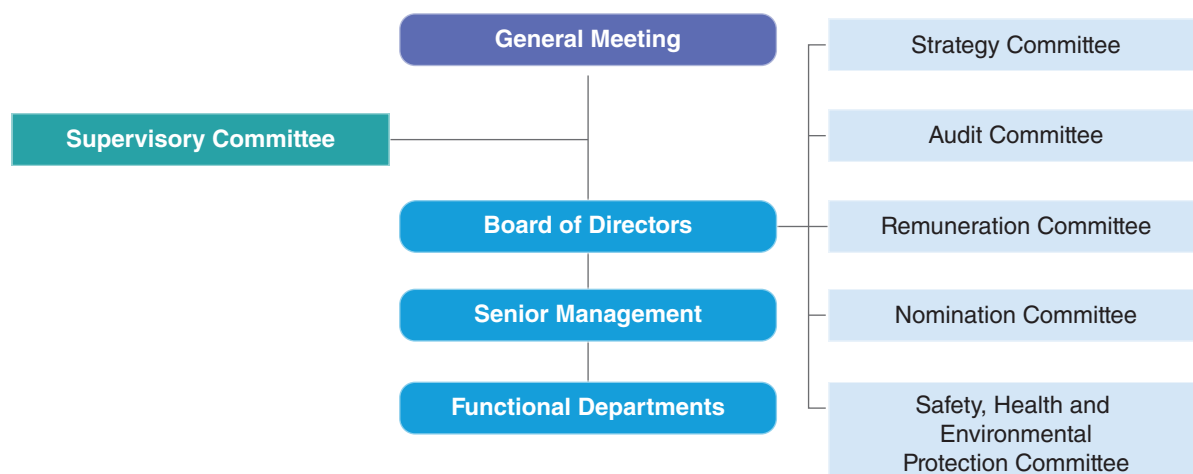 General Meeting
Supervisory Committee
Board of Directors
Senior Management
Functional Departments
Strategy Committee
Audit Committee
Remuneration Committee
Nomination Committee
Safety, Health and
Environmental
Protection Committee